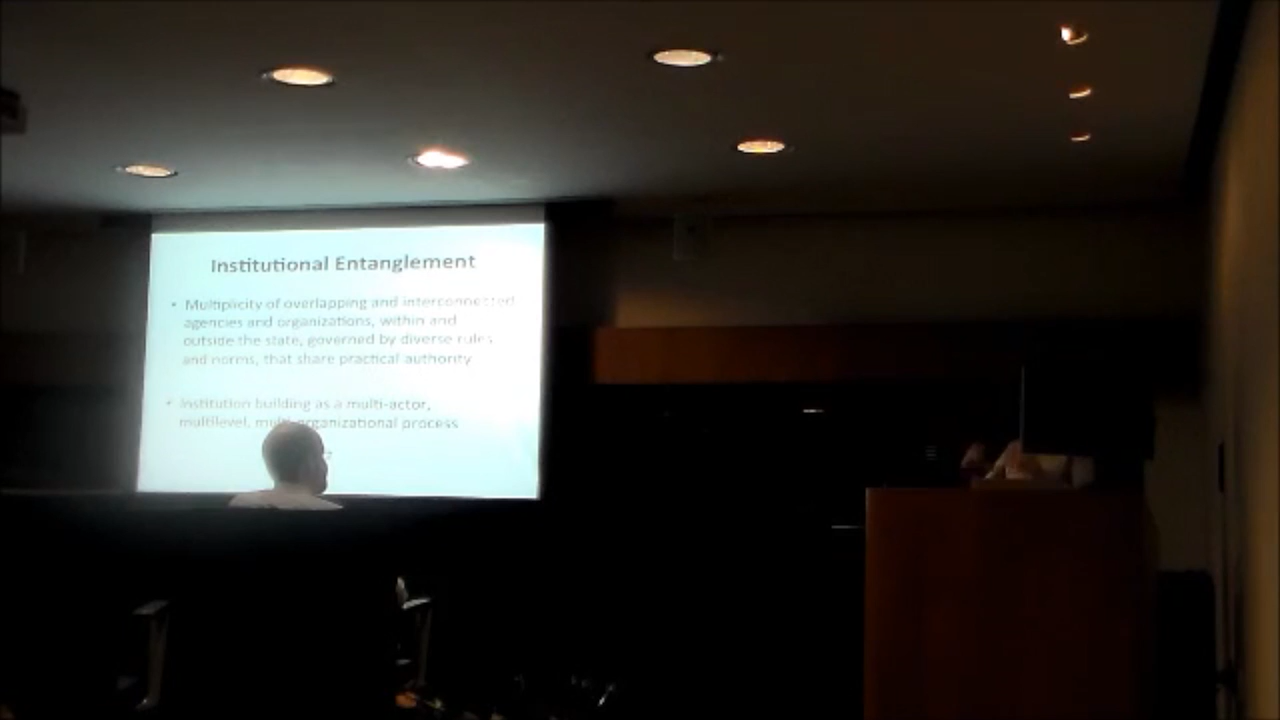 Institutional Entanglement
• Multiplicity of overlapping and interconnected
agencies and organizations, within and
outside the state, governed by diverse rules
and norms, that share practical authority
• Institution building as a multi-actor,
multilevel, multi-organizational process